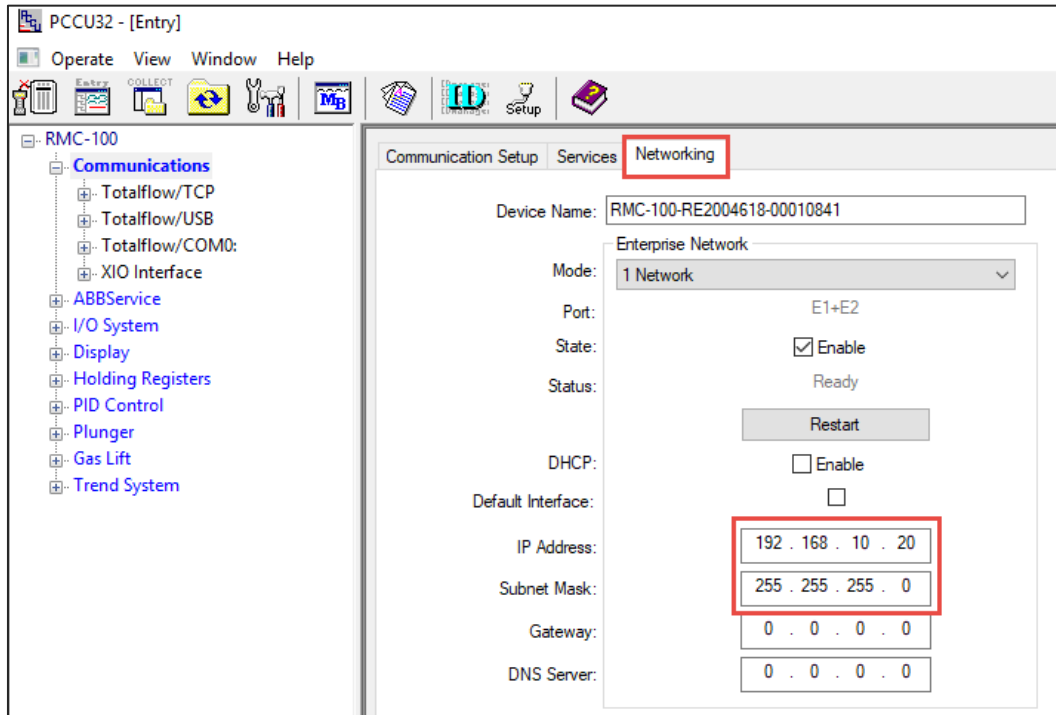 PCCU32 - [Entry]
Operate View Window Help
Entry COLLECT MB ID Setup ?
RMC-100
Communications
Totalflow/TCP
Totalflow/USB
Totalflow/COM0:
XIO Interface
ABBService
I/O System
Display
Holding Registers
PID Control
Plunger
Gas Lift
Trend System
Communication Setup Services Networking
Device Name: RMC-100-RE2004618-00010841
Enterprise Network
Mode: 1 Network
Port: E1+E2
State: Enable
Status: Ready
Restart
DHCP: Enable
Default Interface:
IP Address: 192 . 168 . 10 . 20
Subnet Mask: 255 . 255 . 255 . 0
Gateway: 0 . 0 . 0 . 0
DNS Server: 0 . 0 . 0 . 0